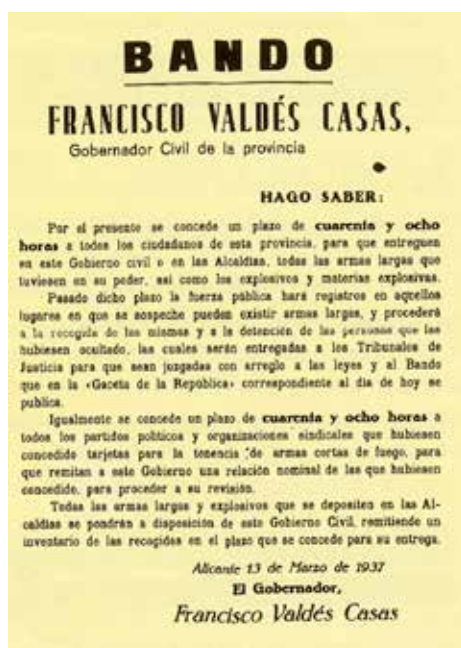 BANDO
FRANCISCO VALDÉS CASAS,
Gobernador Civil de la provincia
HAGO SABER:
Por el presente se concede un plazo de cuarenta y ocho
horas a todos los ciudadanos de esta provincia, para que entreguen
en este Gobierno civil o en las Alcaldías, todas las armas largas que
tuviesen en su poder, así como los explosivos y materias explosivas.
Pasado dicho plazo la fuerza pública hará registros en aquellos
lugares en que se sospeche pueden existir armas largas, y procederá
a la recogida de las mismas y a la detención de las personas que las
hubiesen ocultado, las cuales serán entregadas a los Tribunales de
Justicia para que sean juzgadas con arreglo a las leyes y al Bando
que en la «Gaceta de la República» correspondiente al día de hoy se
publica.
Igualmente se concede un plazo de cuarenta y ocho horas a
todos los partidos políticos y organizaciones sindicales que hubiesen
concedido tarjetas para la tenencia de armas cortas de fuego, para
que remitan a este Gobierno una relación nominal de las que hubiesen
concedido, para proceder a su revisión.
Todas las armas largas y explosivos que se depositen en las Al-
caldías se pondrán a disposición de este Gobierno Civil, remitiendo un
inventario de las recogidas en el plazo que se concede para su entrega.
Alicante 13 de Marzo de 1937
El Gobernador,
Francisco Valdés Casas